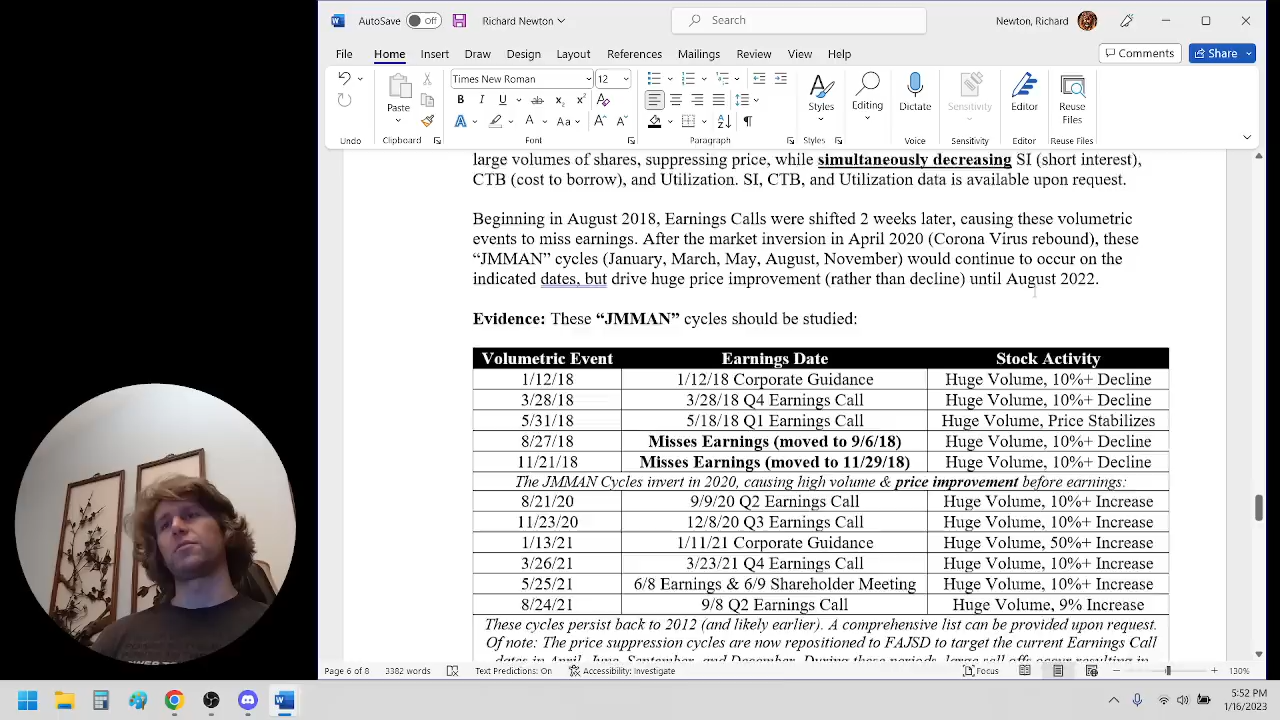 AutoSave Off Richard Newton Search Newton, Richard
File Home Insert Draw Design Layout References Mailings Review View Help Comments Share
Times New Roman 12
Paste Styles Editing Dictate Sensitivity Editor Reuse Files
Undo Clipboard Font Paragraph Styles Voice Sensitivity Editor Reuse Files
large volumes of shares, suppressing price, while simultaneously decreasing SI (short interest),
CTB (cost to borrow), and Utilization. SI, CTB, and Utilization data is available upon request.
Beginning in August 2018, Earnings Calls were shifted 2 weeks later, causing these volumetric
events to miss earnings. After the market inversion in April 2020 (Corona Virus rebound), these
“JMMAN” cycles (January, March, May, August, November) would continue to occur on the
indicated dates, but drive huge price improvement (rather than decline) until August 2022.
Evidence: These “JMMAN” cycles should be studied:
Volumetric Event Earnings Date Stock Activity
1/12/18 1/12/18 Corporate Guidance Huge Volume, 10%+ Decline
3/28/18 3/28/18 Q4 Earnings Call Huge Volume, 10%+ Decline
5/31/18 5/18/18 Q1 Earnings Call Huge Volume, Price Stabilizes
8/27/18 Misses Earnings (moved to 9/6/18) Huge Volume, 10%+ Decline
11/21/18 Misses Earnings (moved to 11/29/18) Huge Volume, 10%+ Decline
The JMMAN Cycles invert in 2020, causing high volume & price improvement before earnings:
8/21/20 9/9/20 Q2 Earnings Call Huge Volume, 10%+ Increase
11/23/20 12/8/20 Q3 Earnings Call Huge Volume, 10%+ Increase
1/13/21 1/11/21 Corporate Guidance Huge Volume, 50%+ Increase
3/26/21 3/23/21 Q4 Earnings Call Huge Volume, 10%+ Increase
5/25/21 6/8 Earnings & 6/9 Shareholder Meeting Huge Volume, 10%+ Increase
8/24/21 9/8 Q2 Earnings Call Huge Volume, 9% Increase
These cycles persist back to 2012 (and likely earlier). A comprehensive list can be provided upon request.
Of note: The price suppression cycles are now repositioned to FAJSD to target the current Earnings Call
Page 6 of 8 3382 words Text Predictions: On Accessibility: Investigate Focus 130%
5:52 PM
1/16/2023